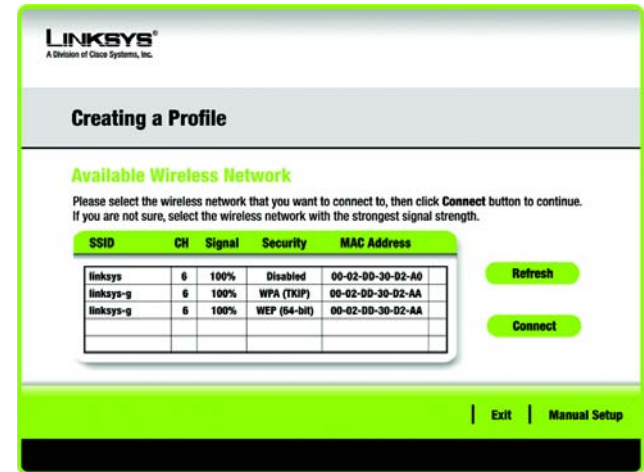 LINKSYS®
A Division of Cisco Systems, Inc.
Creating a Profile
Available Wireless Network
Please select the wireless network that you want to connect to, then click Connect button to continue.
If you are not sure, select the wireless network with the strongest signal strength.
SSID CH Signal Security MAC Address
linksys 6 100% Disabled 00-02-DD-30-D2-A0
linksys-g 6 100% WPA (TKIP) 00-02-DD-30-D2-AA
linksys-g 6 100% WEP (64-bit) 00-02-DD-30-D2-AA
Refresh
Connect
Exit
Manual Setup